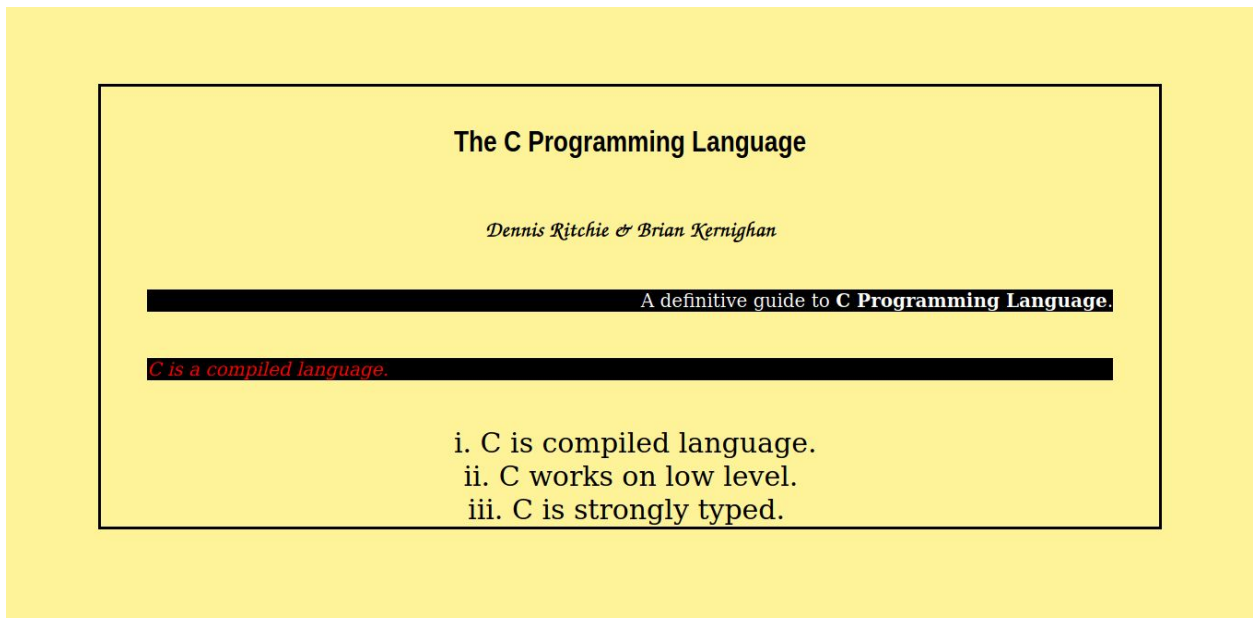 The C Programming Language
Dennis Ritchie & Brian Kernighan
A definitive guide to C Programming Language.
C is a compiled language.
i. C is compiled language.
ii. C works on low level.
iii. C is strongly typed.